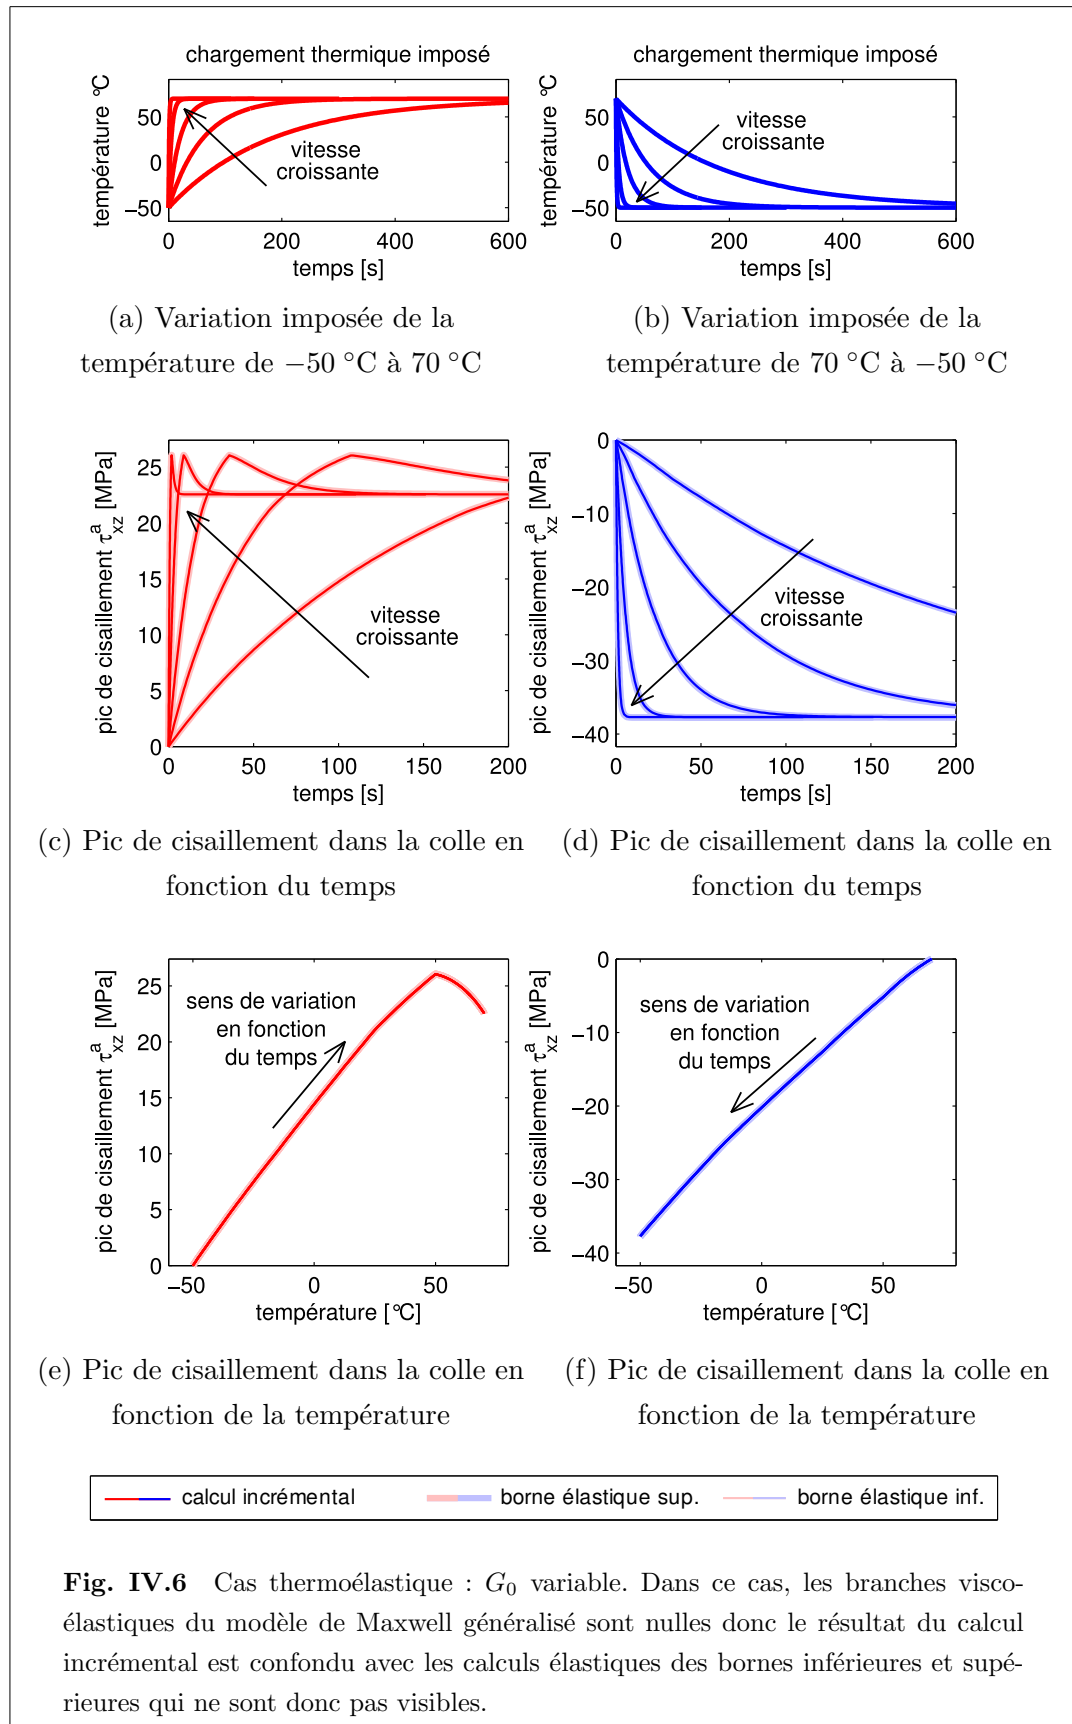 chargement thermique imposé
température °C
50
0
−50
vitesse
croissante
0
200
400
600
temps [s]
(a) Variation imposée de la
température de −50 °C à 70 °C
chargement thermique imposé
température °C
50
0
−50
vitesse
croissante
0
200
400
600
temps [s]
(b) Variation imposée de la
température de 70 °C à −50 °C
pic de cisaillement τ^a_xz [MPa]
25
20
15
10
5
0
vitesse
croissante
0
50
100
150
200
temps [s]
(c) Pic de cisaillement dans la colle en
fonction du temps
pic de cisaillement τ^a_xz [MPa]
0
−10
−20
−30
−40
vitesse
croissante
0
50
100
150
200
temps [s]
(d) Pic de cisaillement dans la colle en
fonction du temps
pic de cisaillement τ^a_xz [MPa]
25
20
15
10
5
0
sens de variation
en fonction
du temps
−50
0
50
température [°C]
(e) Pic de cisaillement dans la colle en
fonction de la température
pic de cisaillement τ^a_xz [MPa]
0
−10
−20
−30
−40
sens de variation
en fonction
du temps
−50
0
50
température [°C]
(f) Pic de cisaillement dans la colle en
fonction de la température
calcul incrémental borne élastique sup. borne élastique inf.
Fig. IV.6 Cas thermoélastique : G₀ variable. Dans ce cas, les branches visco-
élastiques du modèle de Maxwell généralisé sont nulles donc le résultat du calcul
incrémental est confondu avec les calculs élastiques des bornes inférieures et supé-
rieures qui ne sont donc pas visibles.